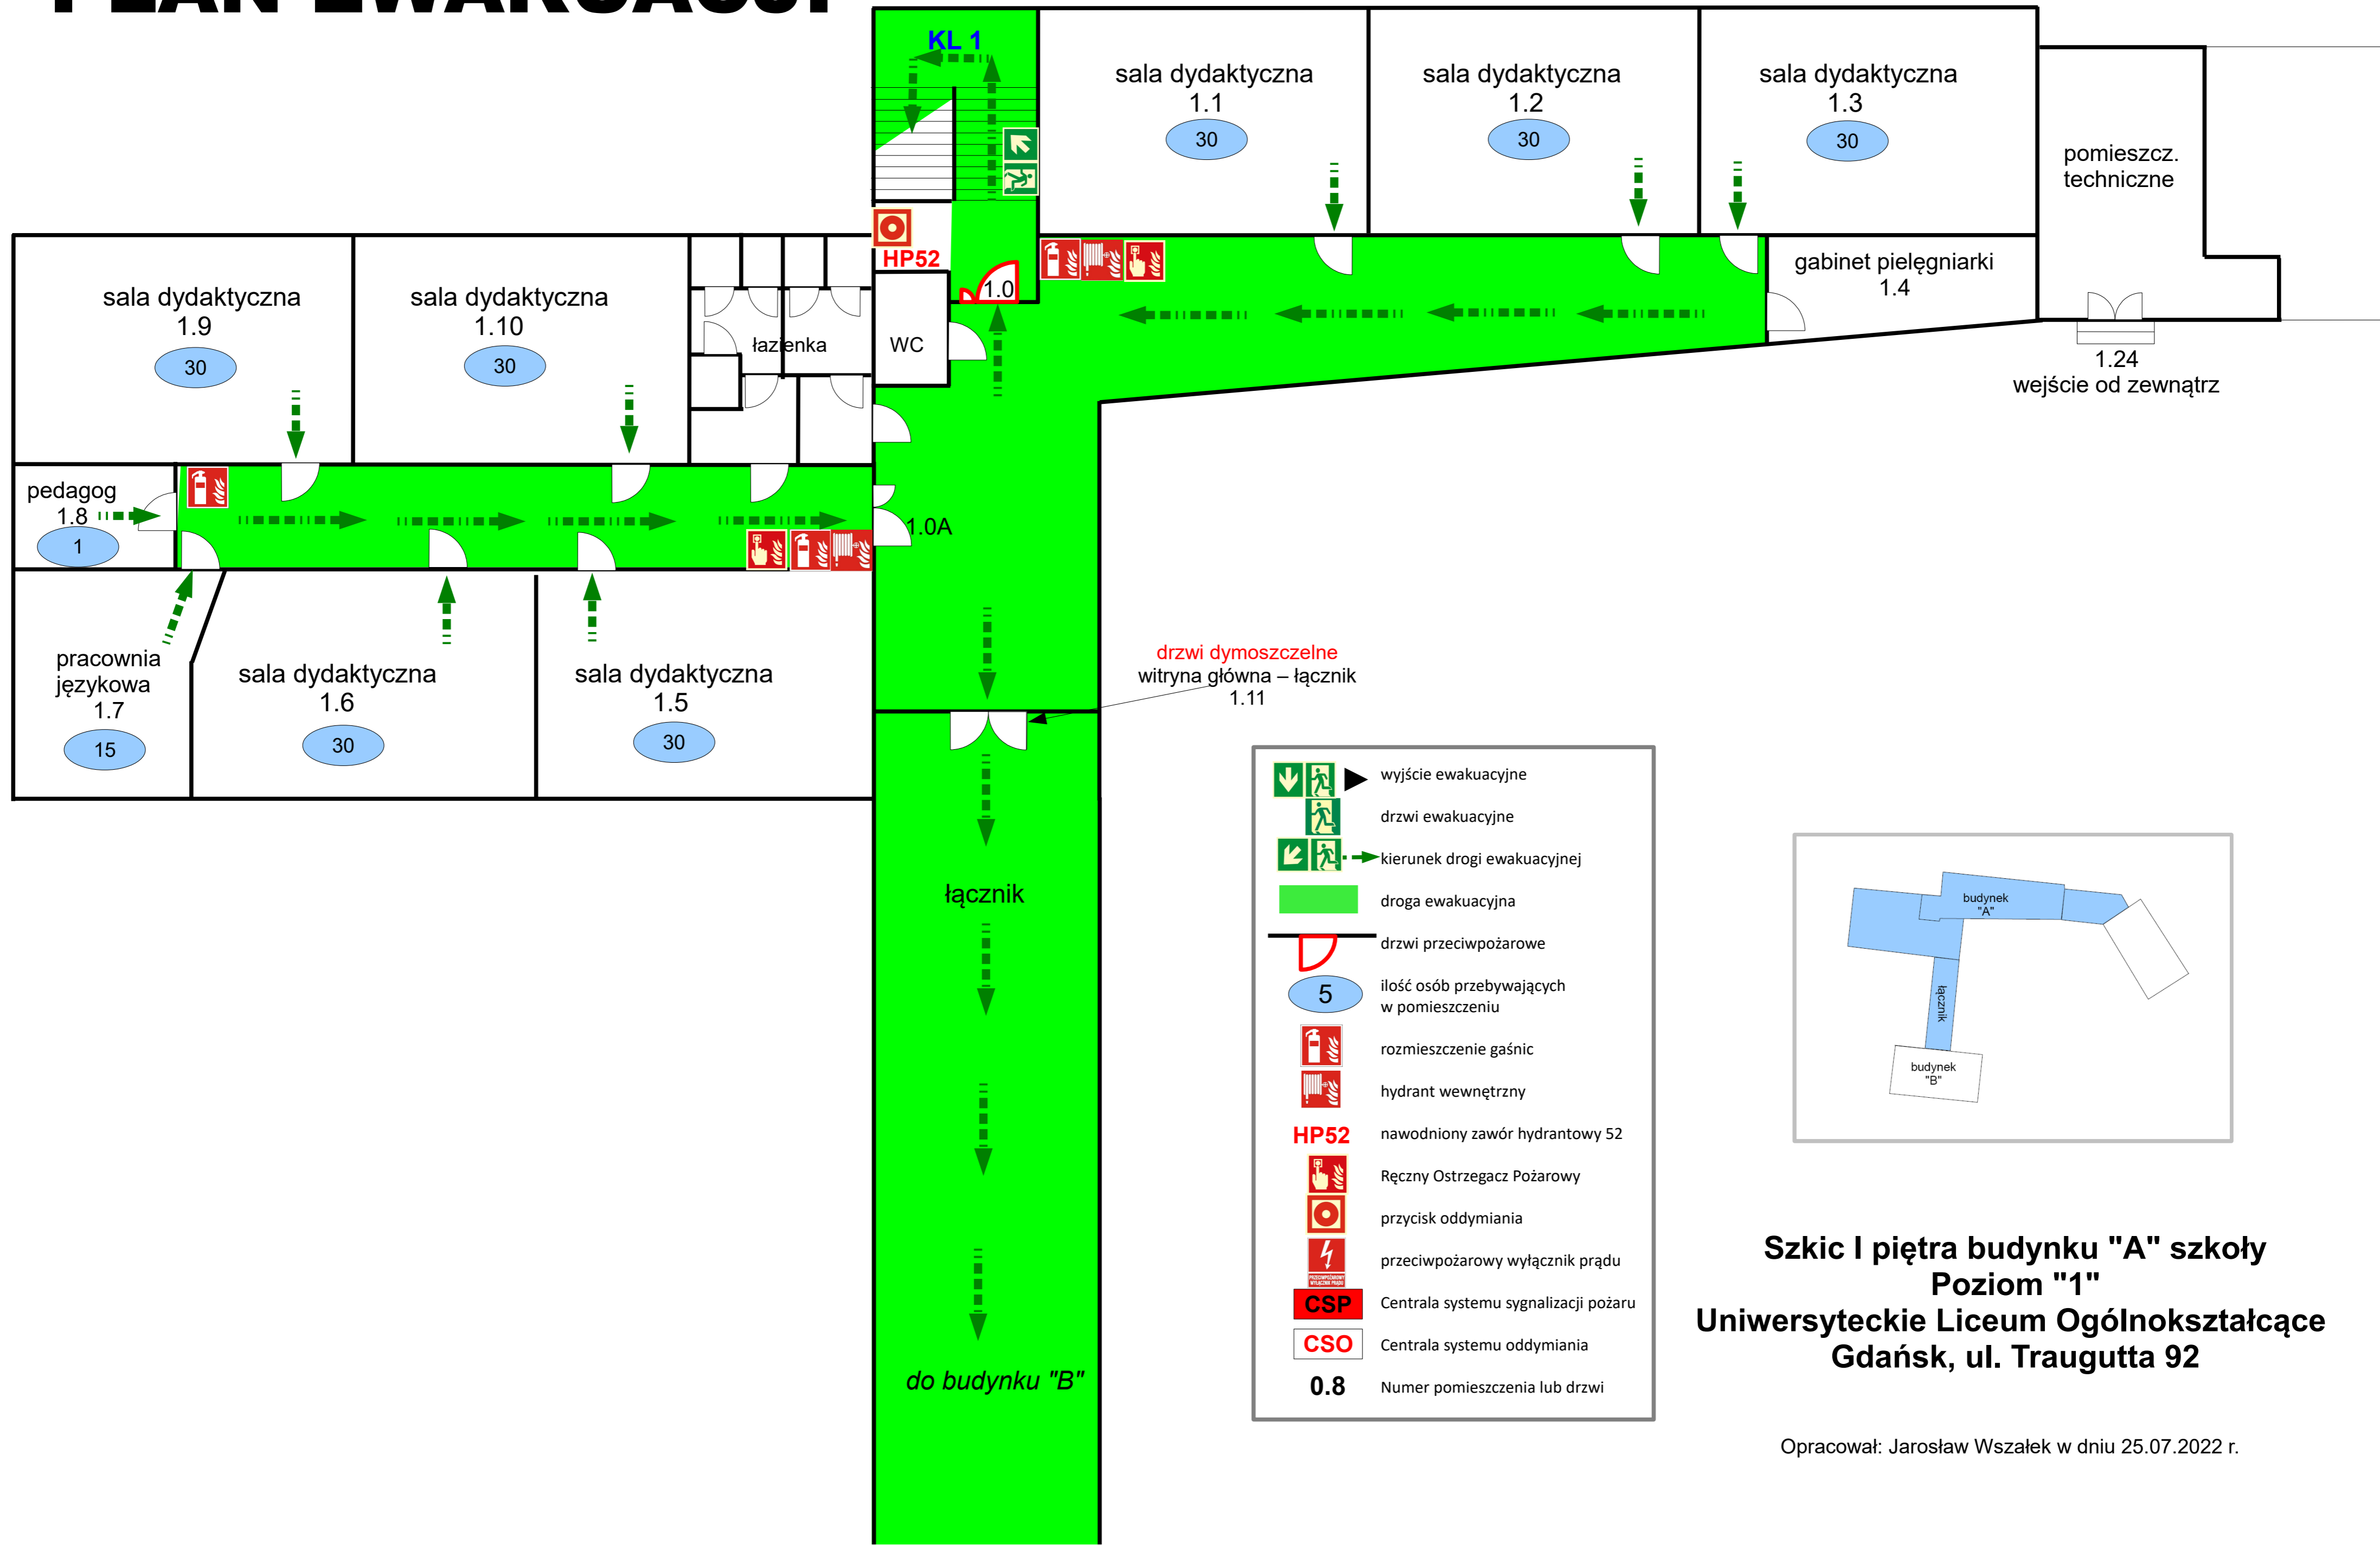 PLAN EWAKUACJI
KL 1
sala dydaktyczna
1.1
30
sala dydaktyczna
1.2
30
sala dydaktyczna
1.3
30
pomieszcz.
techniczne
HP52
1.0
gabinet pielęgniarki
1.4
1.24
wejście od zewnątrz
sala dydaktyczna
1.9
30
sala dydaktyczna
1.10
30
łazienka
WC
pedagog
1.8
1
1.0A
pracownia
językowa
1.7
15
sala dydaktyczna
1.6
30
sala dydaktyczna
1.5
30
drzwi dymoszczelne
witryna główna – łącznik
1.11
łącznik
do budynku "B"
wyjście ewakuacyjne
drzwi ewakuacyjne
kierunek drogi ewakuacyjnej
droga ewakuacyjna
drzwi przeciwpożarowe
5
ilość osób przebywających
w pomieszczeniu
rozmieszczenie gaśnic
hydrant wewnętrzny
HP52 nawodniony zawór hydrantowy 52
Ręczny Ostrzegacz Pożarowy
przycisk oddymiania
PRZECIWPOŻAROWY
WYŁĄCZNIK PRĄDU
przeciwpożarowy wyłącznik prądu
CSP Centrala systemu sygnalizacji pożaru
CSO Centrala systemu oddymiania
0.8 Numer pomieszczenia lub drzwi
budynek
"A"
łącznik
budynek
"B"
Szkic I piętra budynku "A" szkoły
Poziom "1"
Uniwersyteckie Liceum Ogólnokształcące
Gdańsk, ul. Traugutta 92
Opracował: Jarosław Wszałek w dniu 25.07.2022 r.